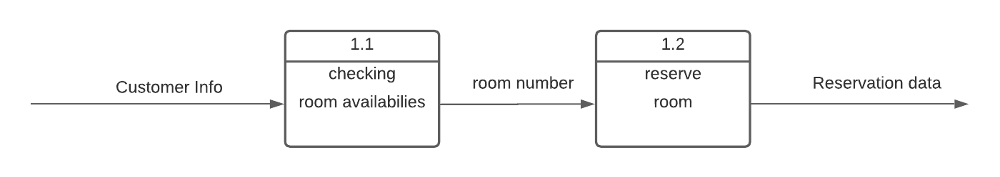 1.1
1.2
checking
reserve
Customer Info
room number
Reservation data
room availabilies
room